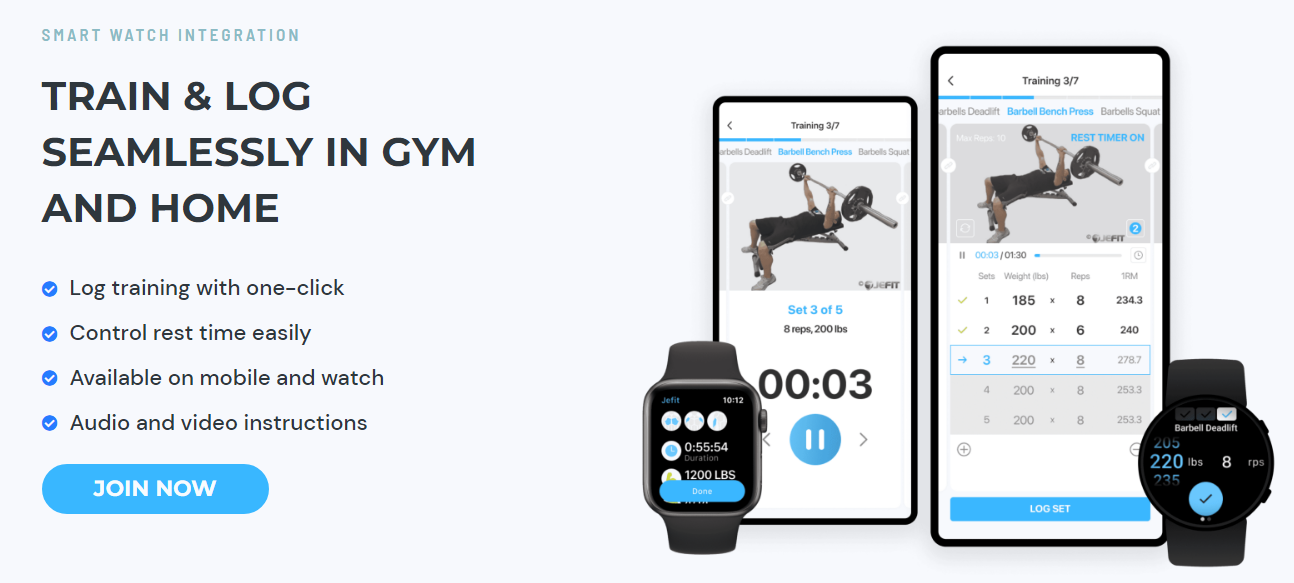 SMART WATCH INTEGRATION
TRAIN & LOG
SEAMLESSLY IN GYM
AND HOME
Log training with one-click
Control rest time easily
Available on mobile and watch
Audio and video instructions
JOIN NOW
Training 3/7
arbells Deadlift Barbell Bench Press Barbells Squat
©JEFIT
Set 3 of 5
8 reps, 200 lbs
00:03
Jefit 10:12
0:55:54
Duration
1200 LBS
Done
Training 3/7
arbells Deadlift Barbell Bench Press Barbells Squat
Max Reps: 10 REST TIMER ON
2
©JEFIT
00:03 / 01:30
Sets Weight (lbs) Reps 1RM
1 185 x 8 234.3
2 200 x 6 240
3 220 x 8 278.7
4 200 x 8 253.3
5 200 x 8 253.3
LOG SET
Barbell Deadlift
205
220 lbs 8 rps
235